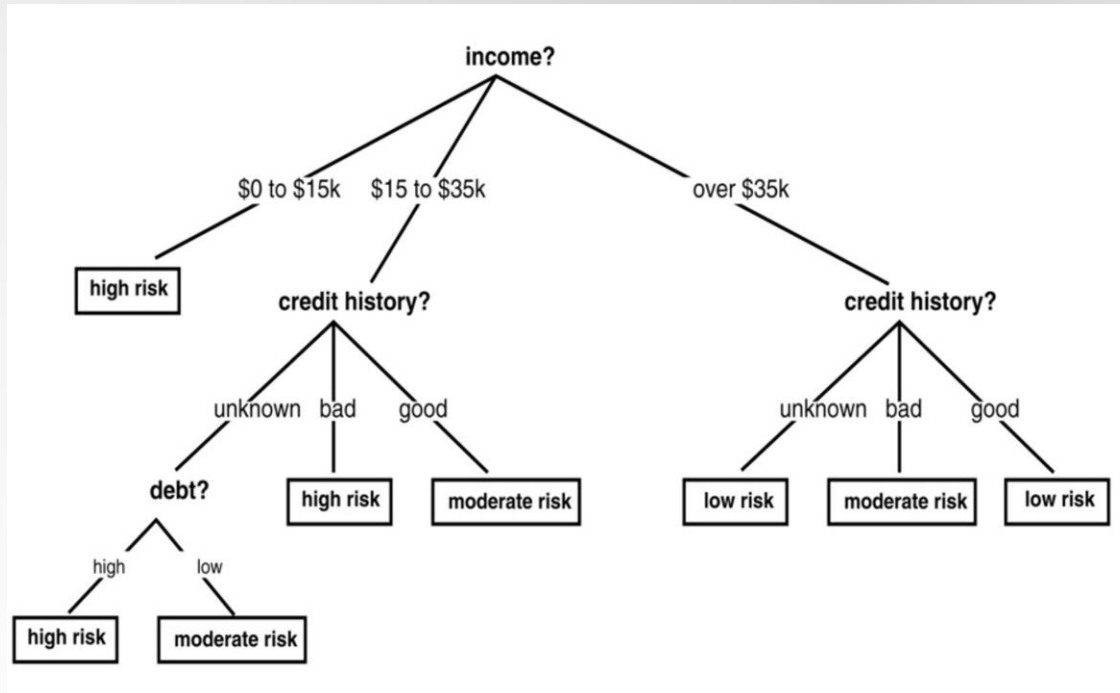 income?
$0 to $15k
$15 to $35k
over $35k
high risk
credit history?
credit history?
unknown
bad
good
unknown
bad
good
debt?
high risk
moderate risk
low risk
moderate risk
low risk
high
low
high risk
moderate risk